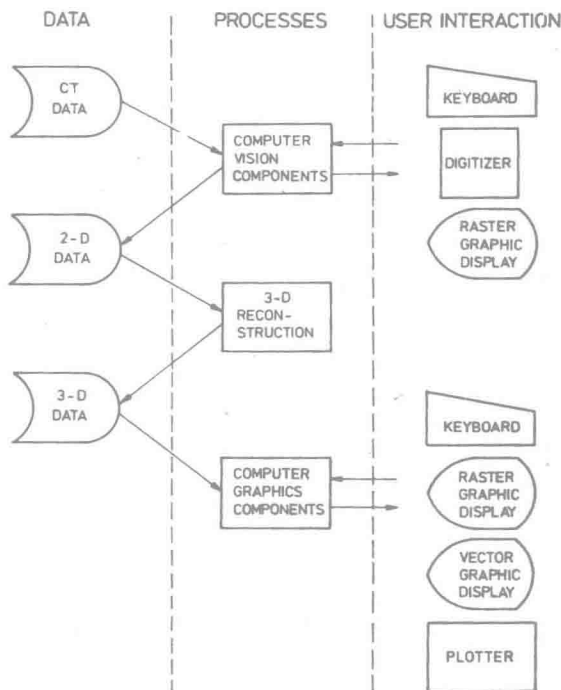 DATA
PROCESSES
USER INTERACTION
CT
DATA
COMPUTER
VISION
COMPONENTS
KEYBOARD
DIGITIZER
RASTER
GRAPHIC
DISPLAY
2-D
DATA
3-D
RECON-
STRUCTION
3-D
DATA
COMPUTER
GRAPHICS
COMPONENTS
KEYBOARD
RASTER
GRAPHIC
DISPLAY
VECTOR
GRAPHIC
DISPLAY
PLOTTER